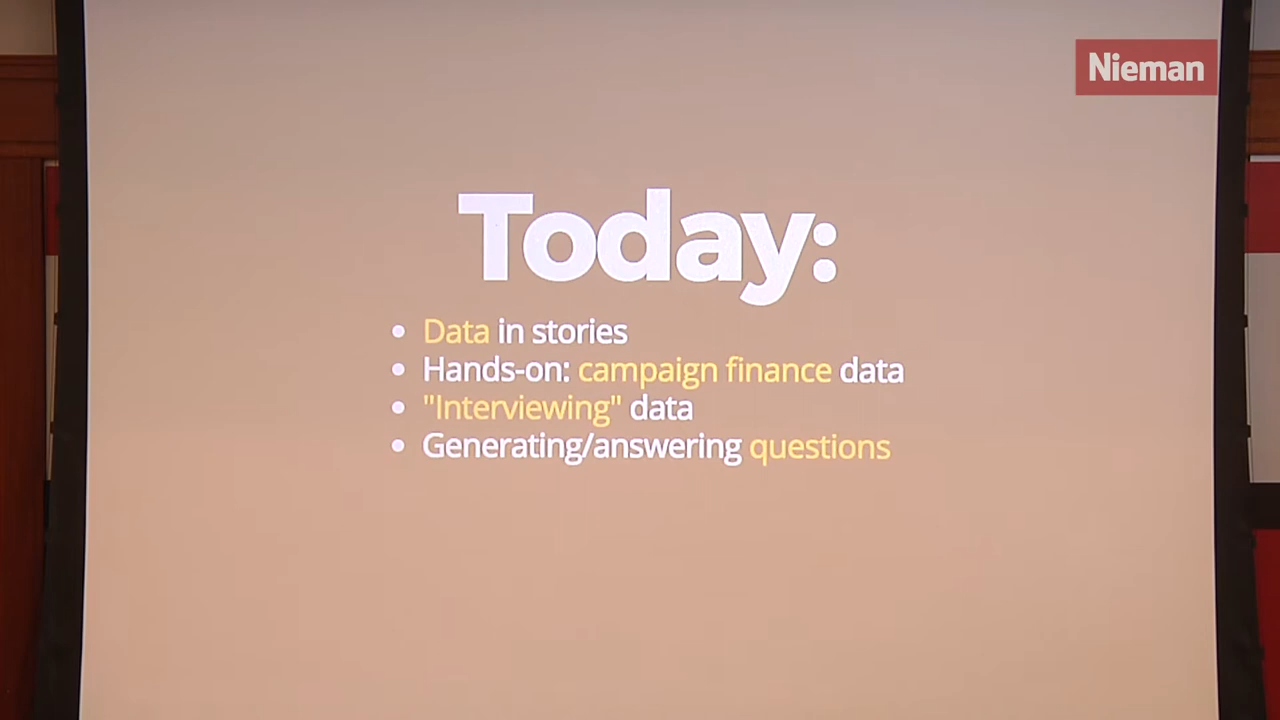 Nieman
Today:
Data in stories
Hands-on: campaign finance data
"Interviewing" data
Generating/answering questions